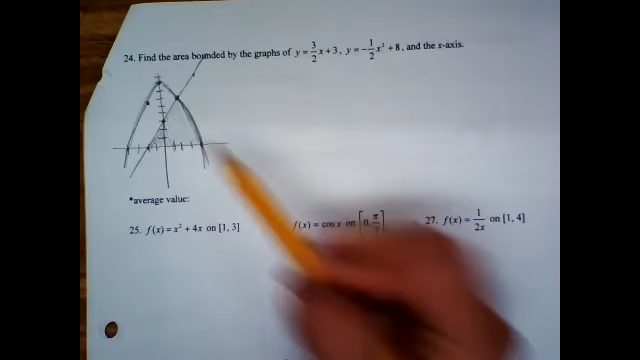 24. Find the area bounded by the graphs of y = 3/2 x + 3, y = -1/2 x² + 8, and the x-axis.
*average value:
25. f(x) = x² + 4x on [1, 3] f(x) = cos x on [0, π 27. f(x) = 1/2x on [1, 4]